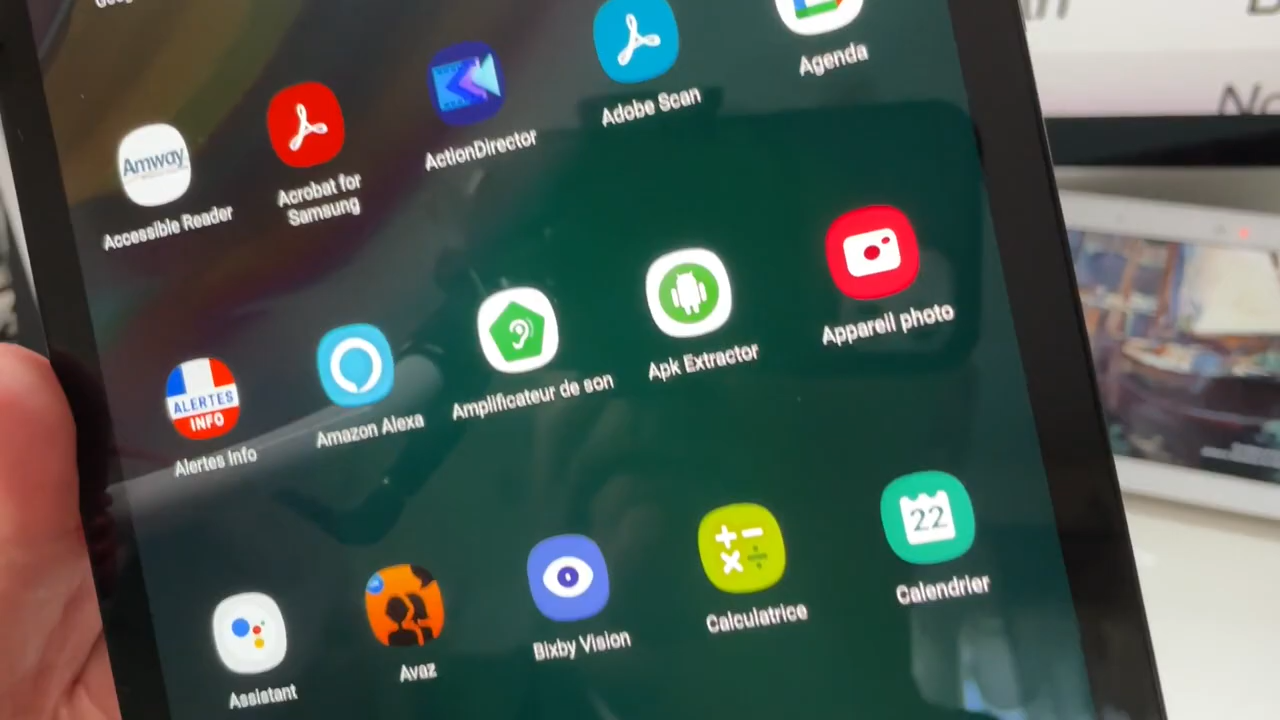 Agenda
Adobe Scan
ActionDirector
Acrobat for
Samsung
Amway
Accessible Reader
Appareil photo
Apk Extractor
Amplificateur de son
Amazon Alexa
ALERTES
INFO
Alertes Info
22
Calendrier
Calculatrice
Bixby Vision
Avaz
Assistant